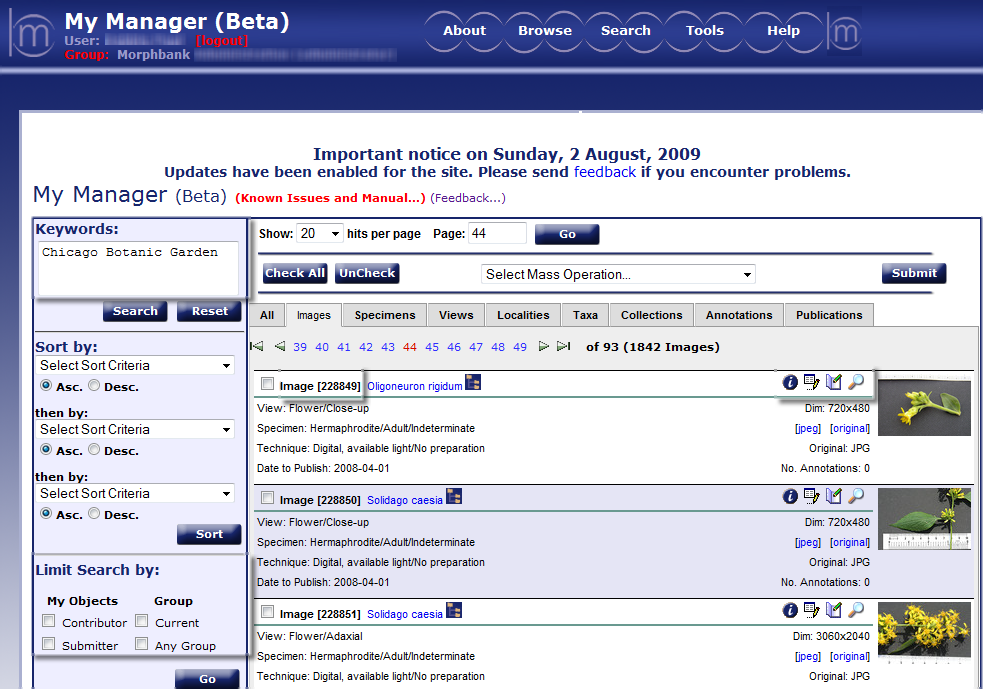 m My Manager (Beta)
User: [logout]
Group: Morphbank
About Browse Search Tools Help m
Important notice on Sunday, 2 August, 2009
Updates have been enabled for the site. Please send feedback if you encounter problems.
My Manager (Beta) (Known Issues and Manual...) (Feedback...)
Keywords:
Chicago Botanic Garden
Search Reset
Sort by:
Select Sort Criteria
Asc. Desc.
then by:
Select Sort Criteria
Asc. Desc.
then by:
Select Sort Criteria
Asc. Desc.
Sort
Limit Search by:
My Objects Group
Contributor Current
Submitter Any Group
Go
Show: 20 hits per page Page: 44 Go
Check All UnCheck Select Mass Operation... Submit
All Images Specimens Views Localities Taxa Collections Annotations Publications
39 40 41 42 43 44 45 46 47 48 49 of 93 (1842 Images)
Image [228849] Oligoneuron rigidum
View: Flower/Close-up Dim: 720x480
Specimen: Hermaphrodite/Adult/Indeterminate [jpeg] [original]
Technique: Digital, available light/No preparation Original: JPG
Date to Publish: 2008-04-01 No. Annotations: 0
Image [228850] Solidago caesia
View: Flower/Close-up Dim: 720x480
Specimen: Hermaphrodite/Adult/Indeterminate [jpeg] [original]
Technique: Digital, available light/No preparation Original: JPG
Date to Publish: 2008-04-01 No. Annotations: 0
Image [228851] Solidago caesia
View: Flower/Adaxial Dim: 3060x2040
Specimen: Hermaphrodite/Adult/Indeterminate [jpeg] [original]
Technique: Digital, available light/No preparation Original: JPG